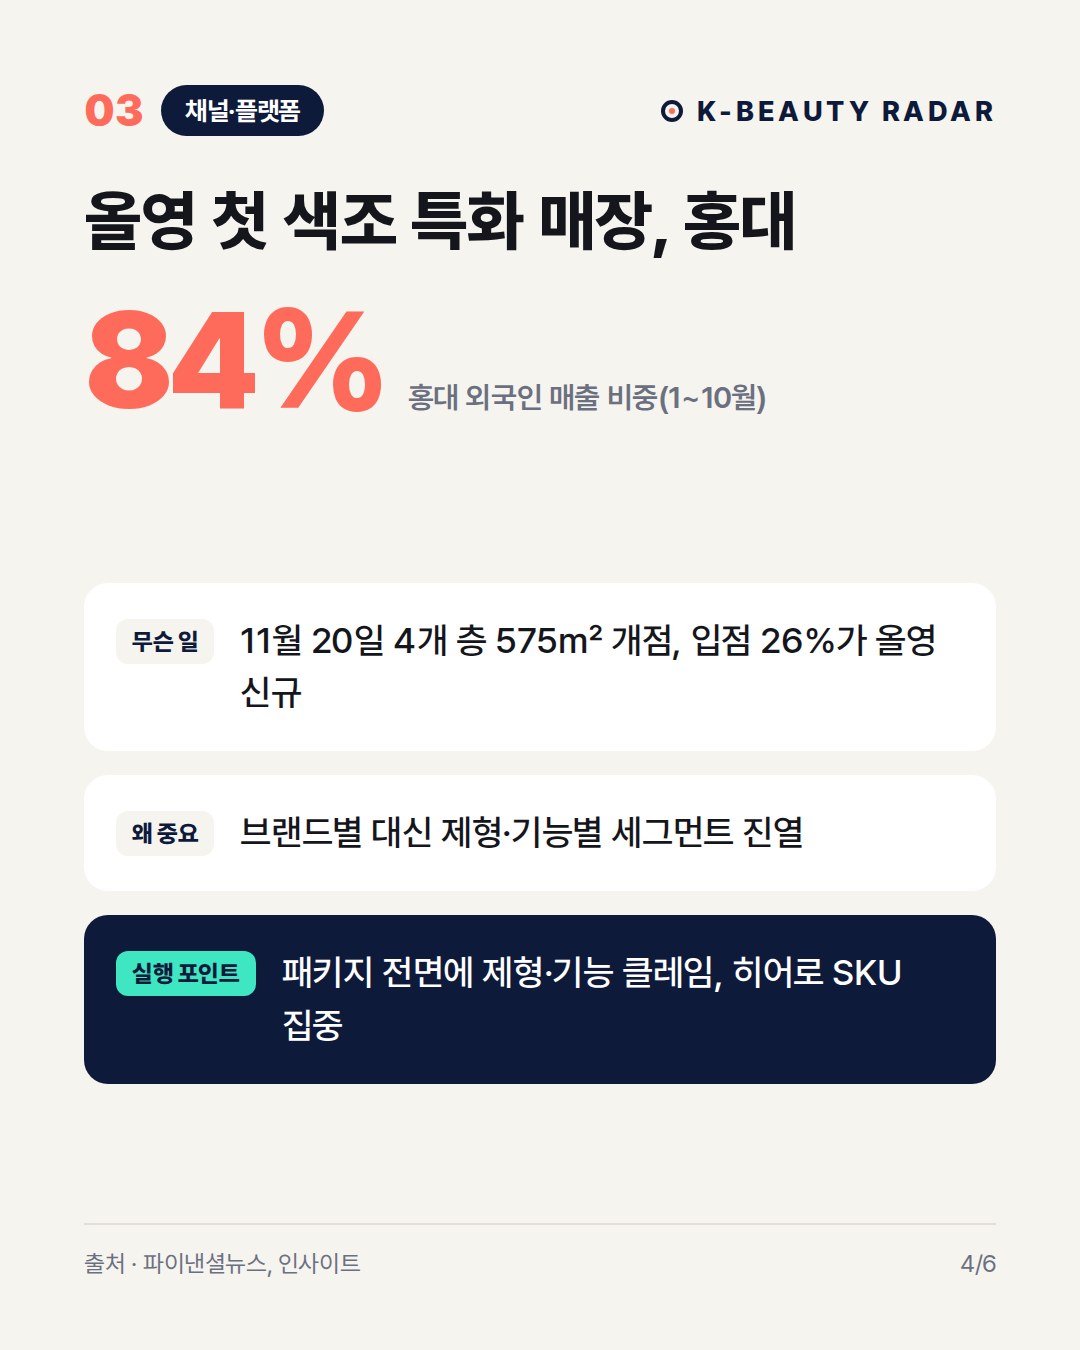 03 채널·플랫폼 K-BEAUTY RADAR
올영 첫 색조 특화 매장, 홍대
84% 홍대 외국인 매출 비중(1~10월)
무슨 일 11월 20일 4개 층 575m² 개점, 입점 26%가 올영
신규
왜 중요 브랜드별 대신 제형·기능별 세그먼트 진열
실행 포인트 패키지 전면에 제형·기능 클레임, 히어로 SKU
집중
출처 · 파이낸셜뉴스, 인사이트 4/6